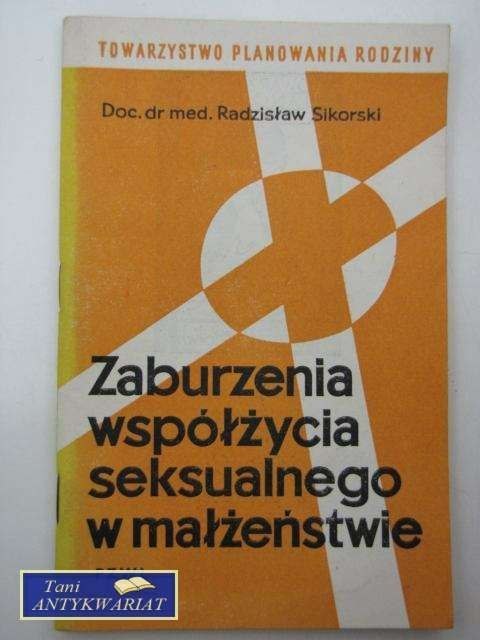 TOWARZYSTWO PLANOWANIA RODZINY
Doc. dr med. Radzisław Sikorski
Zaburzenia
współżycia
seksualnego
w małżeństwie
Tani
ANTYKWARIAT